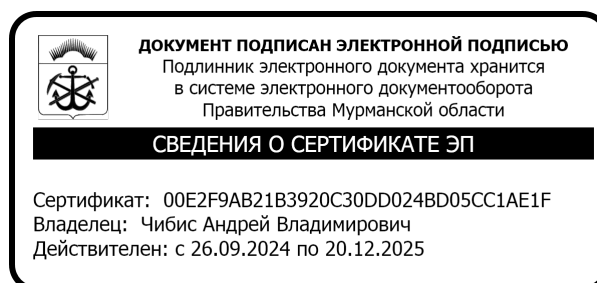 ДОКУМЕНТ ПОДПИСАН ЭЛЕКТРОННОЙ ПОДПИСЬЮ
Подлинник электронного документа хранится
в системе электронного документооборота
Правительства Мурманской области
СВЕДЕНИЯ О СЕРТИФИКАТЕ ЭП
Сертификат: 00E2F9AB21B3920C30DD024BD05CC1AE1F
Владелец: Чибис Андрей Владимирович
Действителен: с 26.09.2024 по 20.12.2025